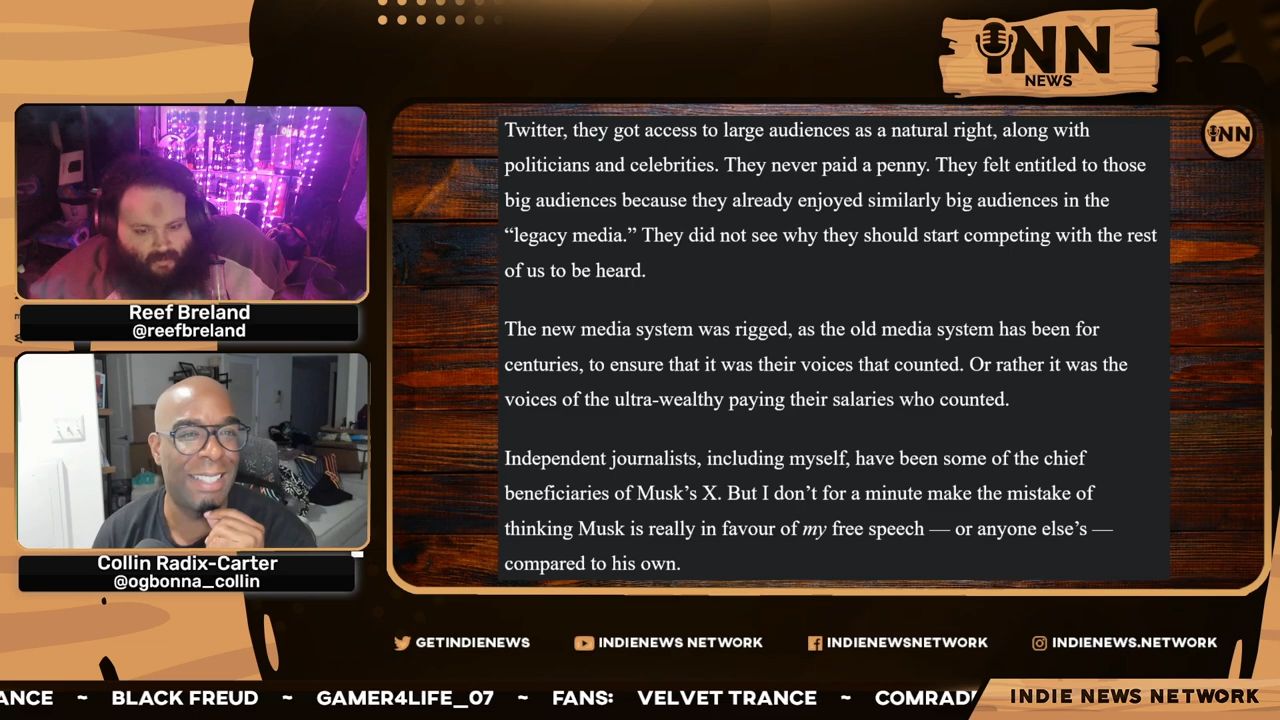 INN
NEWS
INN
Reef Breland
@reefbreland
Collin Radix-Carter
@ogbonna_collin
Twitter, they got access to large audiences as a natural right, along with
politicians and celebrities. They never paid a penny. They felt entitled to those
big audiences because they already enjoyed similarly big audiences in the
“legacy media.” They did not see why they should start competing with the rest
of us to be heard.
The new media system was rigged, as the old media system has been for
centuries, to ensure that it was their voices that counted. Or rather it was the
voices of the ultra-wealthy paying their salaries who counted.
Independent journalists, including myself, have been some of the chief
beneficiaries of Musk’s X. But I don’t for a minute make the mistake of
thinking Musk is really in favour of my free speech — or anyone else’s —
compared to his own.
GETINDIENEWS
INDIENEWS NETWORK
INDIENEWSNETWORK
INDIENEWS.NETWORK
ANCE ~ BLACK FREUD ~ GAMER4LIFE_07 ~ FANS: VELVET TRANCE ~ COMRAD
INDIE NEWS NETWORK